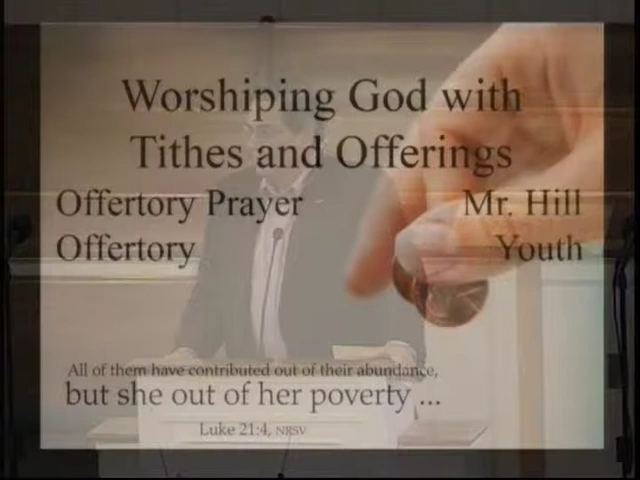 Worshiping God with
Tithes and Offerings
Offertory Prayer Mr. Hill
Offertory Youth
All of them have contributed out of their abundance,
but she out of her poverty ...
Luke 21:4, NRSV